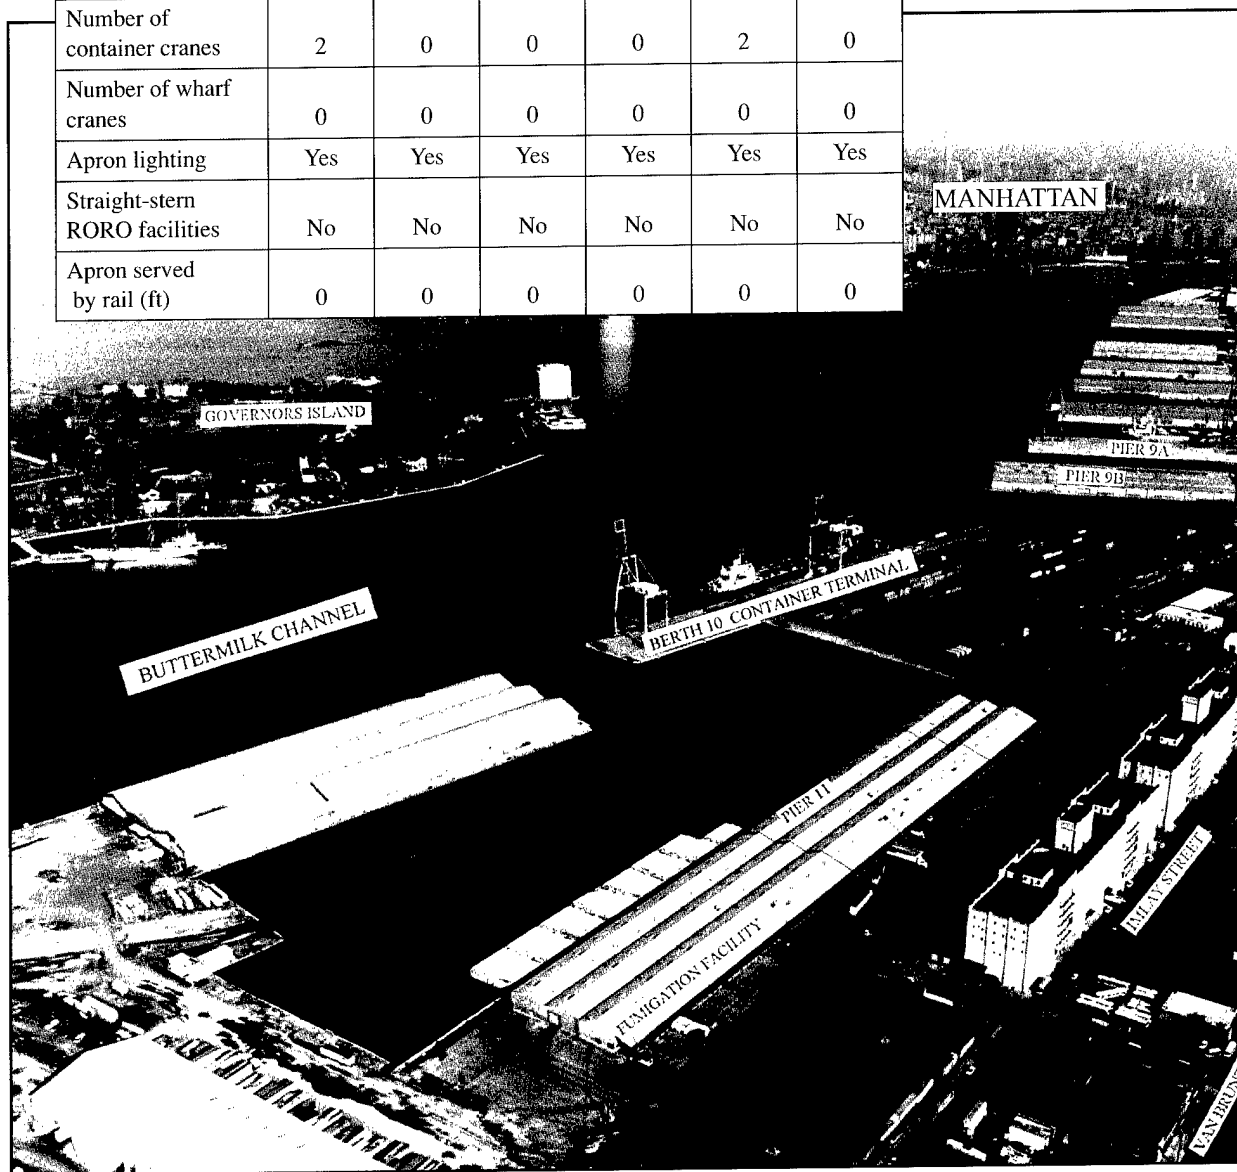 Number of
container cranes 2 0 0 0 2 0
Number of wharf
cranes 0 0 0 0 0 0
Apron lighting Yes Yes Yes Yes Yes Yes
Straight-stern
RORO facilities No No No No No No
Apron served
by rail (ft) 0 0 0 0 0 0
MANHATTAN
GOVERNORS ISLAND
PIER 9A
PIER 9B
BERTH 10 CONTAINER TERMINAL
BUTTERMILK CHANNEL
PIER 11
IMLAY STREET
FUMIGATION FACILITY